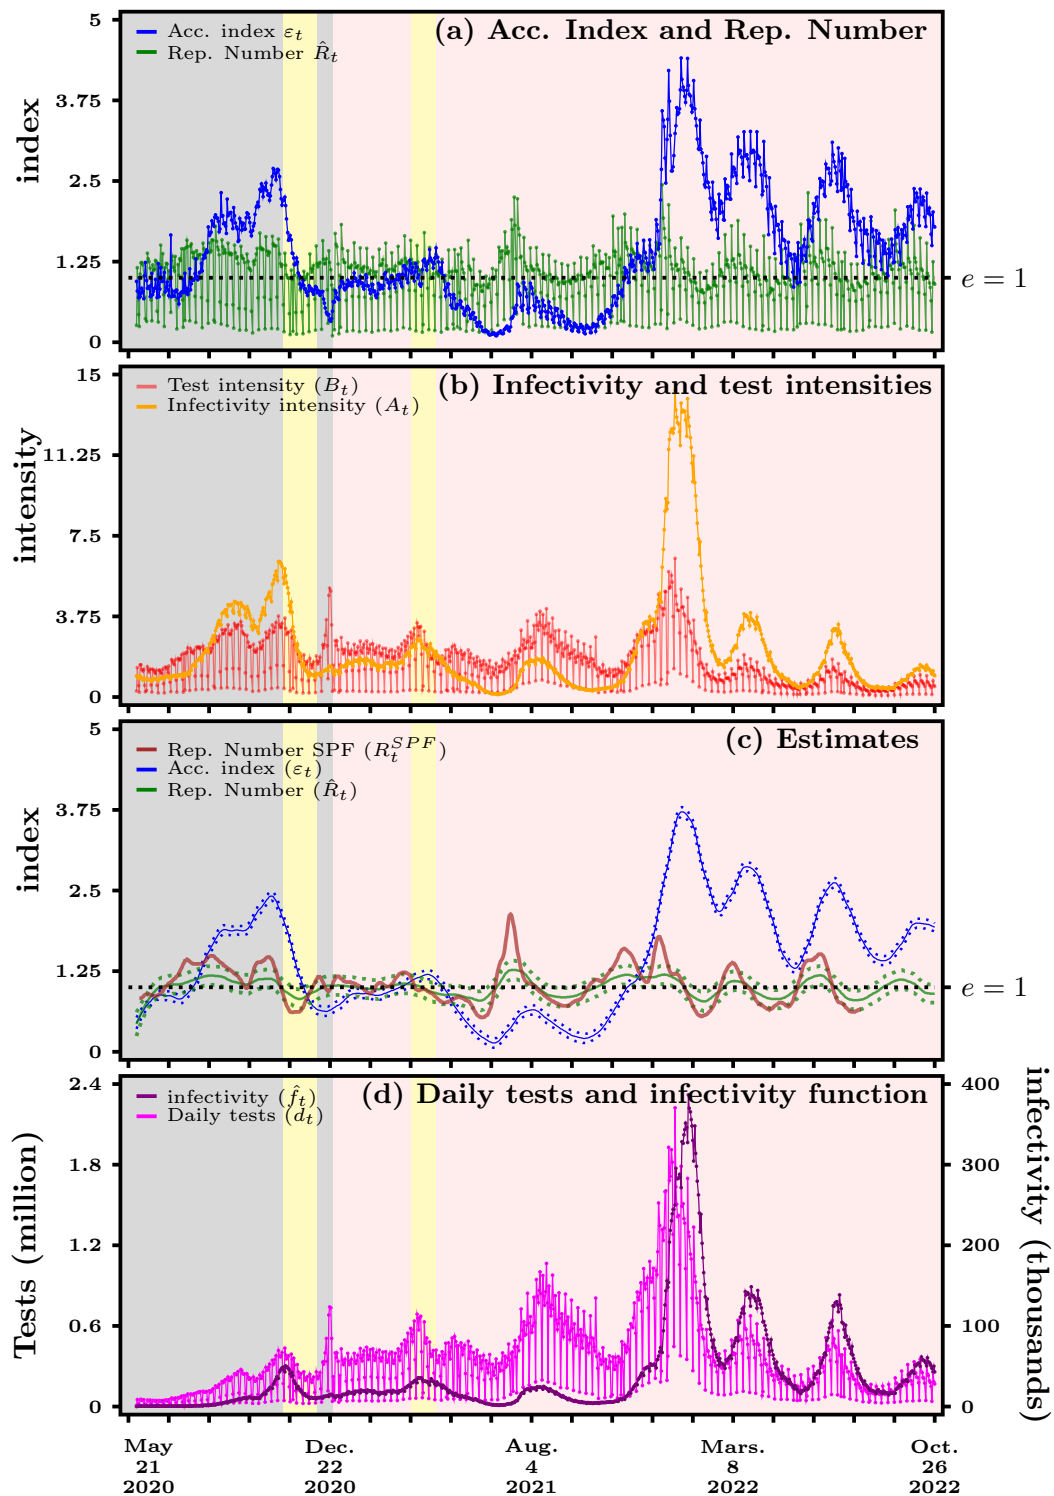 (a) Acc. Index and Rep. Number
Acc. index εt
Rep. Number R̂t
index
5
3.75
2.5
1.25
0
e = 1
(b) Infectivity and test intensities
Test intensity (Bt)
Infectivity intensity (At)
intensity
15
11.25
7.5
3.75
0
(c) Estimates
Rep. Number SPF (RtSPF)
Acc. index (εt)
Rep. Number (R̂t)
index
5
3.75
2.5
1.25
0
e = 1
(d) Daily tests and infectivity function
infectivity (f̂t)
Daily tests (dt)
Tests (million)
2.4
1.8
1.2
0.6
0
400
300
200
100
0
infectivity (thousands)
May
21
2020
Dec.
22
2020
Aug.
4
2021
Mars.
8
2022
Oct.
26
2022